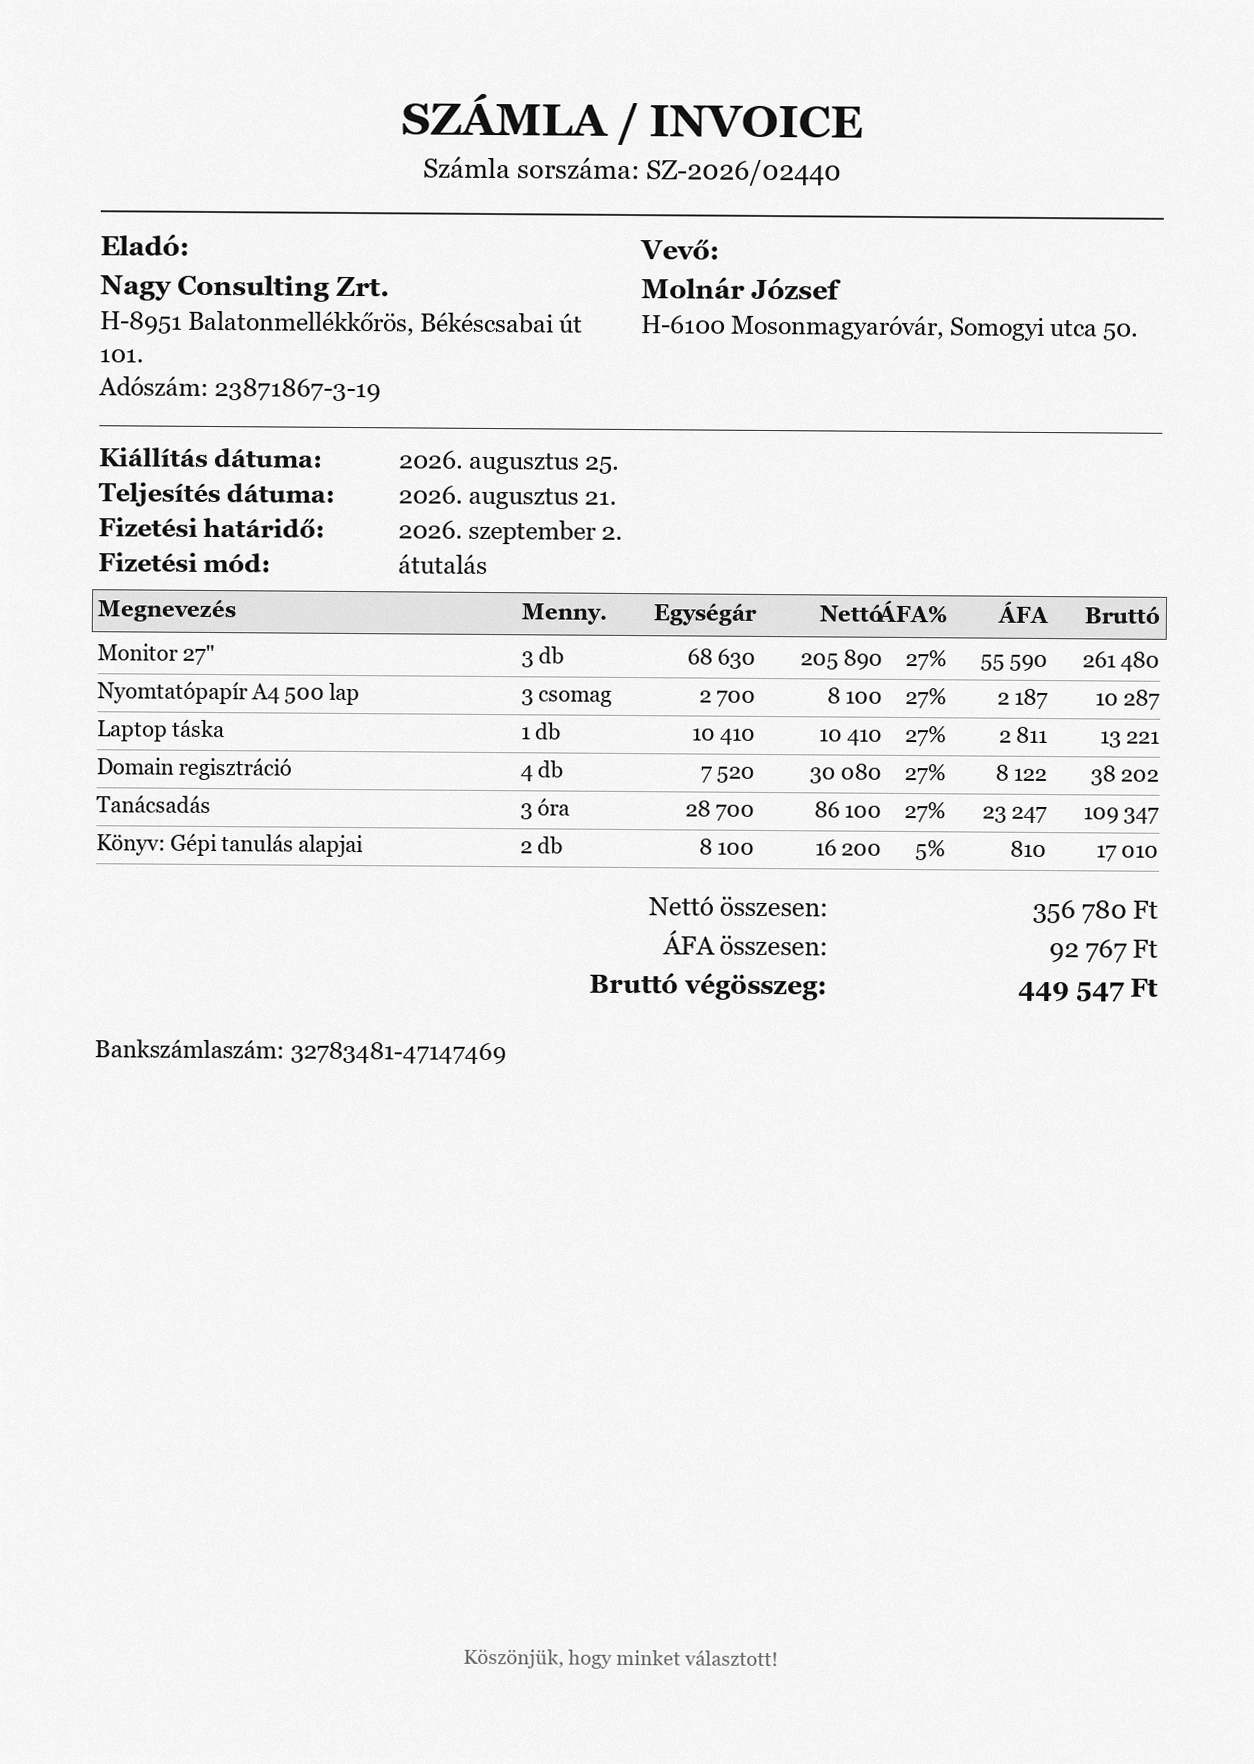 SZÁMLA / INVOICE
Számla sorszáma: SZ-2026/02440
Eladó:
Nagy Consulting Zrt.
H-8951 Balatonmellékkőrös, Békéscsabai út
101.
Adószám: 23871867-3-19
Vevő:
Molnár József
H-6100 Mosonmagyaróvár, Somogyi utca 50.
Kiállítás dátuma: 2026. augusztus 25.
Teljesítés dátuma: 2026. augusztus 21.
Fizetési határidő: 2026. szeptember 2.
Fizetési mód: átutalás
Megnevezés Menny. Egységár Nettó ÁFA% ÁFA Bruttó
Monitor 27" 3 db 68 630 205 890 27% 55 590 261 480
Nyomtatópapír A4 500 lap 3 csomag 2 700 8 100 27% 2 187 10 287
Laptop táska 1 db 10 410 10 410 27% 2 811 13 221
Domain regisztráció 4 db 7 520 30 080 27% 8 122 38 202
Tanácsadás 3 óra 28 700 86 100 27% 23 247 109 347
Könyv: Gépi tanulás alapjai 2 db 8 100 16 200 5% 810 17 010
Nettó összesen: 356 780 Ft
ÁFA összesen: 92 767 Ft
Bruttó végösszeg: 449 547 Ft
Bankszámlaszám: 32783481-47147469
Köszönjük, hogy minket választott!